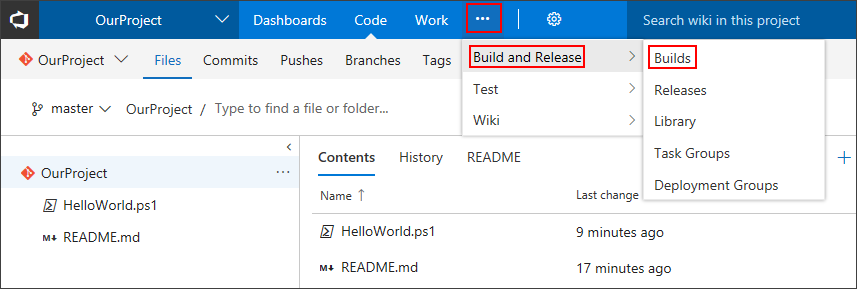 OurProject Dashboards Code Work ··· Search wiki in this project
OurProject Files Commits Pushes Branches Tags
Build and Release
Test
Wiki
Builds
Releases
Library
Task Groups
Deployment Groups
master OurProject / Type to find a file or folder...
OurProject ...
HelloWorld.ps1
M↓ README.md
Contents History README
Name ↑ Last change
HelloWorld.ps1 9 minutes ago
M↓ README.md 17 minutes ago